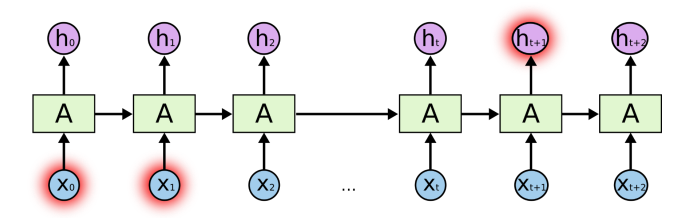 h₀ h₁ h₂ hₜ hₜ₊₁ hₜ₊₂
A A A A A A
x₀ x₁ x₂ ... xₜ xₜ₊₁ xₜ₊₂